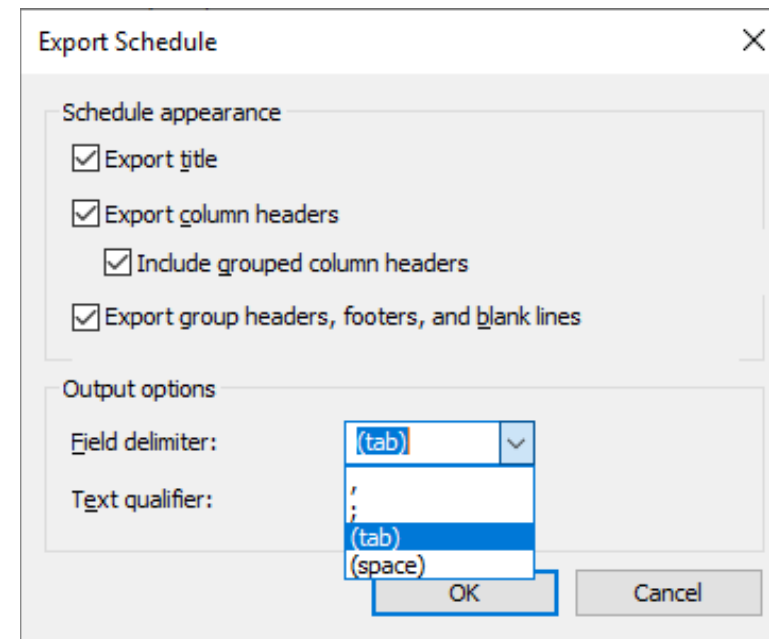 Export Schedule
Schedule appearance
Export title
Export column headers
Include grouped column headers
Export group headers, footers, and blank lines
Output options
Field delimiter: (tab)
,
Text qualifier: ;
(tab)
(space)
OK Cancel